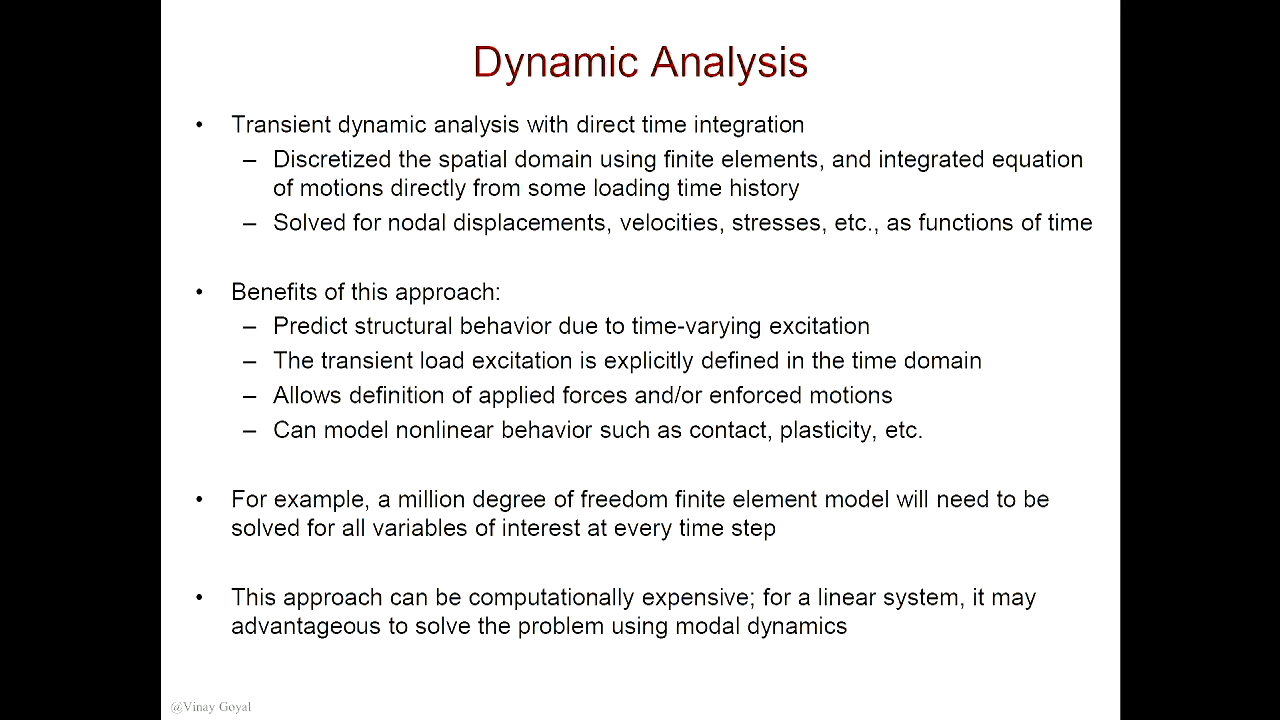 Dynamic Analysis
• Transient dynamic analysis with direct time integration
– Discretized the spatial domain using finite elements, and integrated equation
of motions directly from some loading time history
– Solved for nodal displacements, velocities, stresses, etc., as functions of time
• Benefits of this approach:
– Predict structural behavior due to time-varying excitation
– The transient load excitation is explicitly defined in the time domain
– Allows definition of applied forces and/or enforced motions
– Can model nonlinear behavior such as contact, plasticity, etc.
• For example, a million degree of freedom finite element model will need to be
solved for all variables of interest at every time step
• This approach can be computationally expensive; for a linear system, it may
advantageous to solve the problem using modal dynamics
@Vinay Goyal